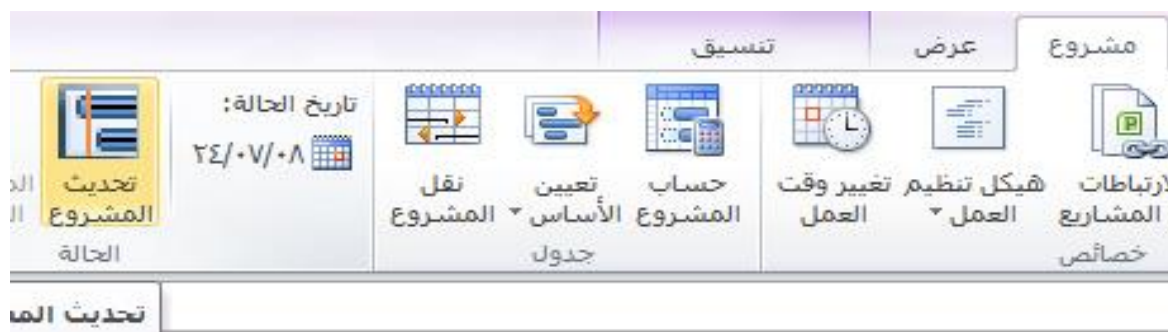 مشروع
عرض
تنسيق
ارتباطات المشاريع
هيكل تنظيم العمل
تغيير وقت العمل
خصائص
حساب المشروع
تعيين الأساس
نقل المشروع
جدول
تاريخ الحالة:
٢٤/٠٧/٠٨
تحديث المشروع
الحالة
تحديث